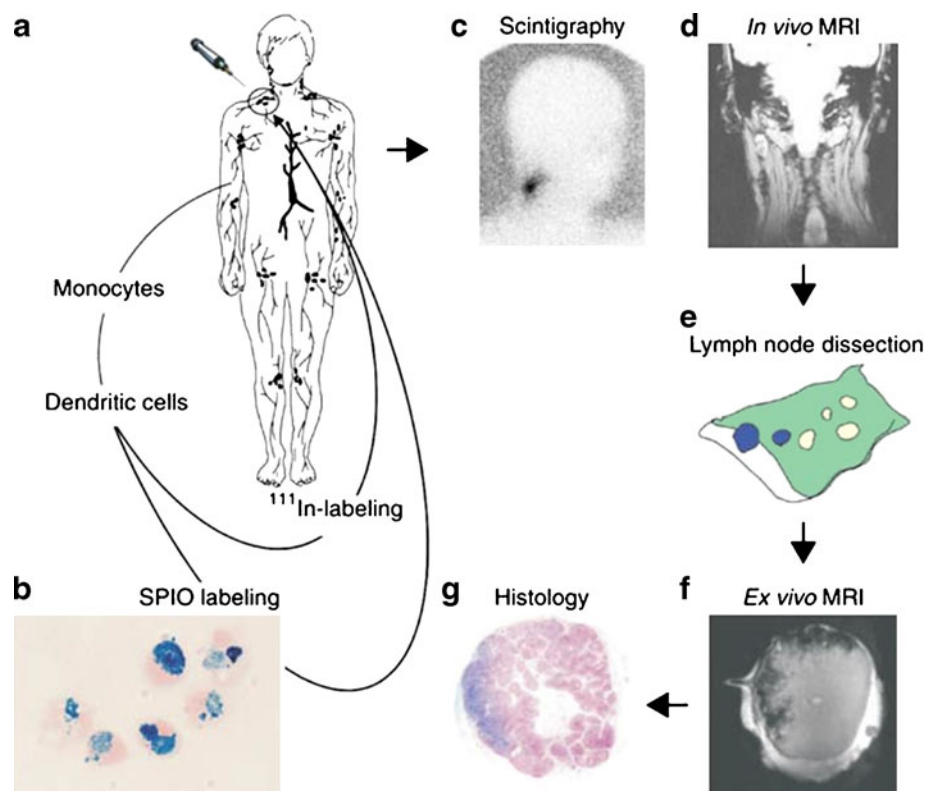 a
Monocytes
Dendritic cells
¹¹¹In-labeling
b
SPIO labeling
c
Scintigraphy
d
In vivo MRI
e
Lymph node dissection
f
Ex vivo MRI
g
Histology